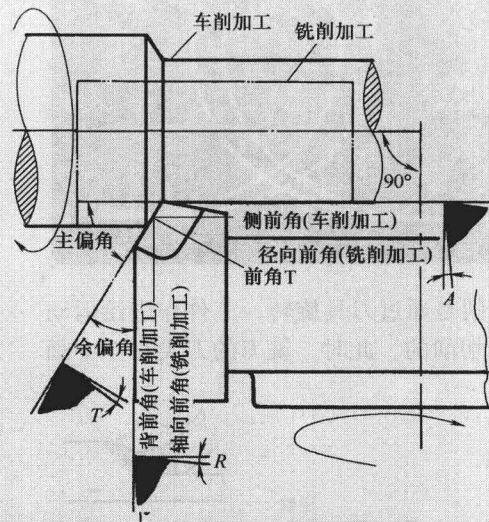 车削加工
铣削加工
90°
侧前角(车削加工)
径向前角(铣削加工)
主偏角
前角T
A
余偏角
T
背前角(车削加工)
轴向前角(铣削加工)
R